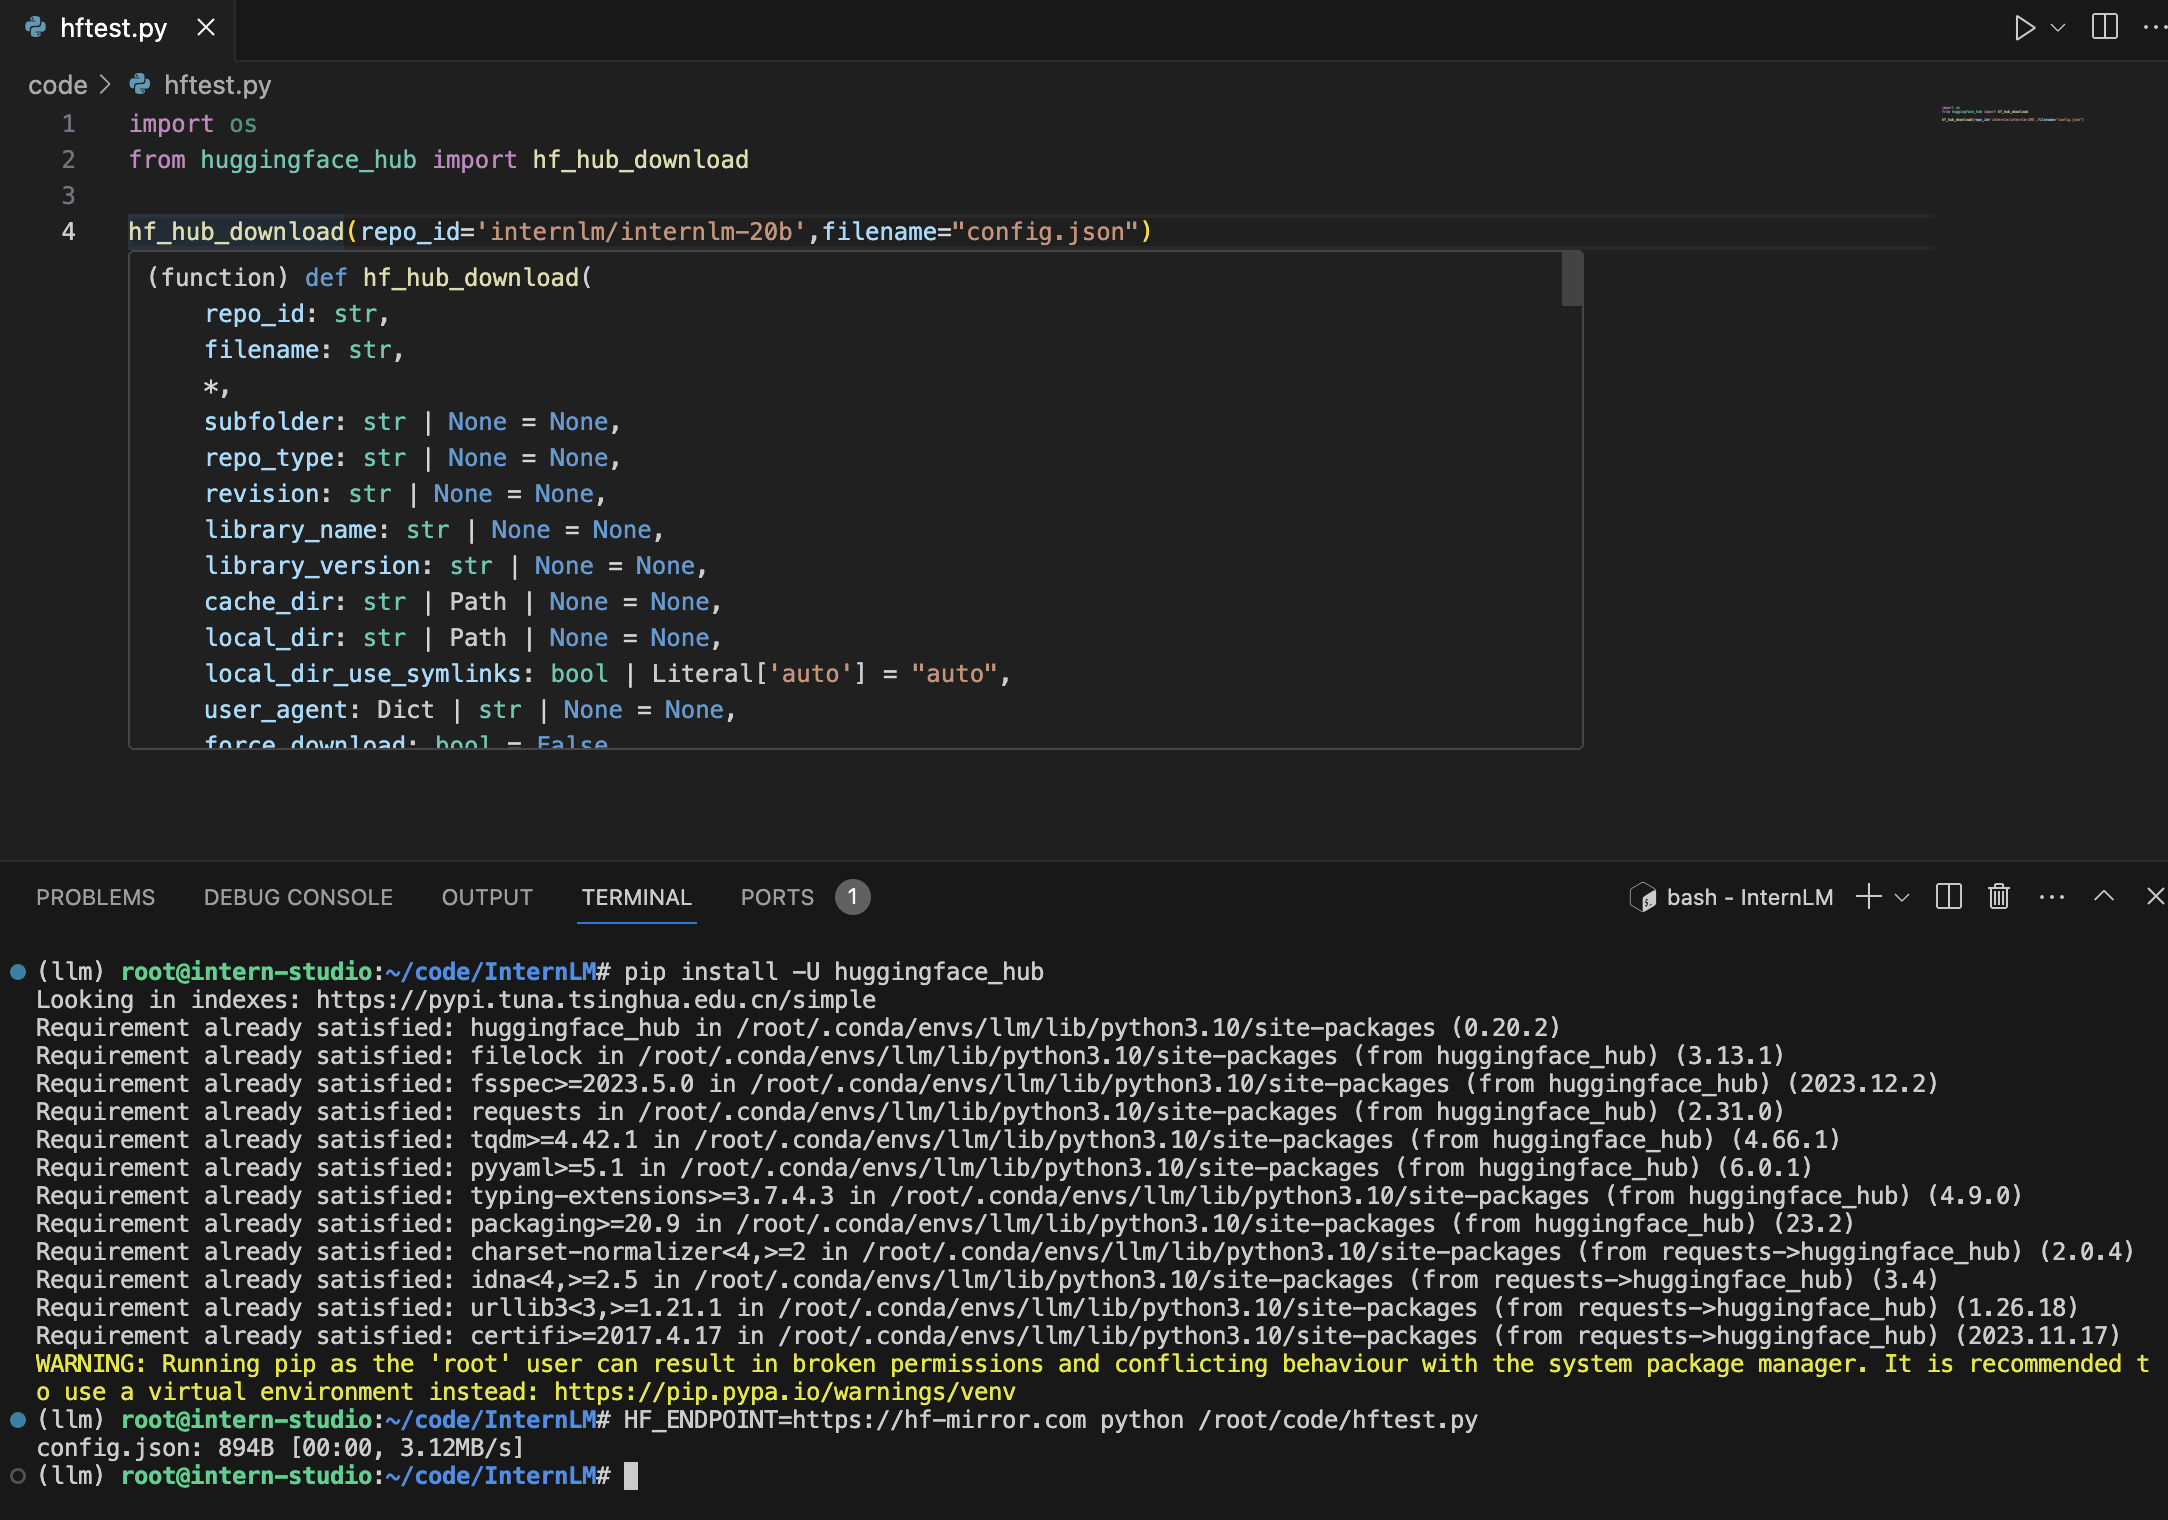 hftest.py
code > hftest.py
1 import os
2 from huggingface_hub import hf_hub_download
3
4 hf_hub_download(repo_id='internlm/internlm-20b',filename="config.json")
(function) def hf_hub_download(
repo_id: str,
filename: str,
*,
subfolder: str | None = None,
repo_type: str | None = None,
revision: str | None = None,
library_name: str | None = None,
library_version: str | None = None,
cache_dir: str | Path | None = None,
local_dir: str | Path | None = None,
local_dir_use_symlinks: bool | Literal['auto'] = "auto",
user_agent: Dict | str | None = None,
force_download: bool = False
PROBLEMS DEBUG CONSOLE OUTPUT TERMINAL PORTS 1 bash - InternLM
(llm) root@intern-studio:~/code/InternLM# pip install -U huggingface_hub
Looking in indexes: https://pypi.tuna.tsinghua.edu.cn/simple
Requirement already satisfied: huggingface_hub in /root/.conda/envs/llm/lib/python3.10/site-packages (0.20.2)
Requirement already satisfied: filelock in /root/.conda/envs/llm/lib/python3.10/site-packages (from huggingface_hub) (3.13.1)
Requirement already satisfied: fsspec>=2023.5.0 in /root/.conda/envs/llm/lib/python3.10/site-packages (from huggingface_hub) (2023.12.2)
Requirement already satisfied: requests in /root/.conda/envs/llm/lib/python3.10/site-packages (from huggingface_hub) (2.31.0)
Requirement already satisfied: tqdm>=4.42.1 in /root/.conda/envs/llm/lib/python3.10/site-packages (from huggingface_hub) (4.66.1)
Requirement already satisfied: pyyaml>=5.1 in /root/.conda/envs/llm/lib/python3.10/site-packages (from huggingface_hub) (6.0.1)
Requirement already satisfied: typing-extensions>=3.7.4.3 in /root/.conda/envs/llm/lib/python3.10/site-packages (from huggingface_hub) (4.9.0)
Requirement already satisfied: packaging>=20.9 in /root/.conda/envs/llm/lib/python3.10/site-packages (from huggingface_hub) (23.2)
Requirement already satisfied: charset-normalizer<4,>=2 in /root/.conda/envs/llm/lib/python3.10/site-packages (from requests->huggingface_hub) (2.0.4)
Requirement already satisfied: idna<4,>=2.5 in /root/.conda/envs/llm/lib/python3.10/site-packages (from requests->huggingface_hub) (3.4)
Requirement already satisfied: urllib3<3,>=1.21.1 in /root/.conda/envs/llm/lib/python3.10/site-packages (from requests->huggingface_hub) (1.26.18)
Requirement already satisfied: certifi>=2017.4.17 in /root/.conda/envs/llm/lib/python3.10/site-packages (from requests->huggingface_hub) (2023.11.17)
WARNING: Running pip as the 'root' user can result in broken permissions and conflicting behaviour with the system package manager. It is recommended t
o use a virtual environment instead: https://pip.pypa.io/warnings/venv
(llm) root@intern-studio:~/code/InternLM# HF_ENDPOINT=https://hf-mirror.com python /root/code/hftest.py
config.json: 894B [00:00, 3.12MB/s]
(llm) root@intern-studio:~/code/InternLM#